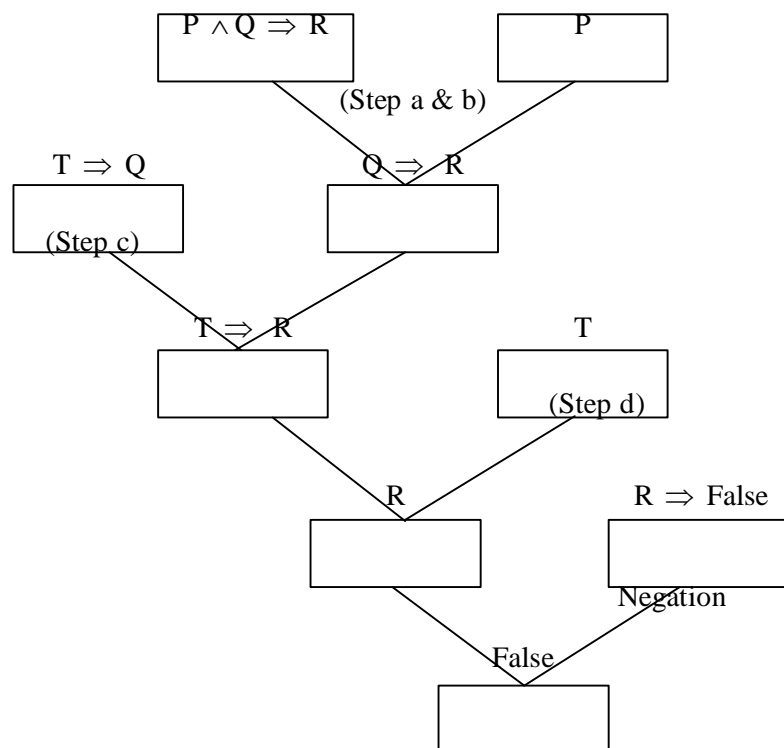 P ∧ Q ⇒ R
P
(Step a & b)
T ⇒ Q
Q ⇒ R
(Step c)
T ⇒ R
T
(Step d)
R
R ⇒ False
Negation
False